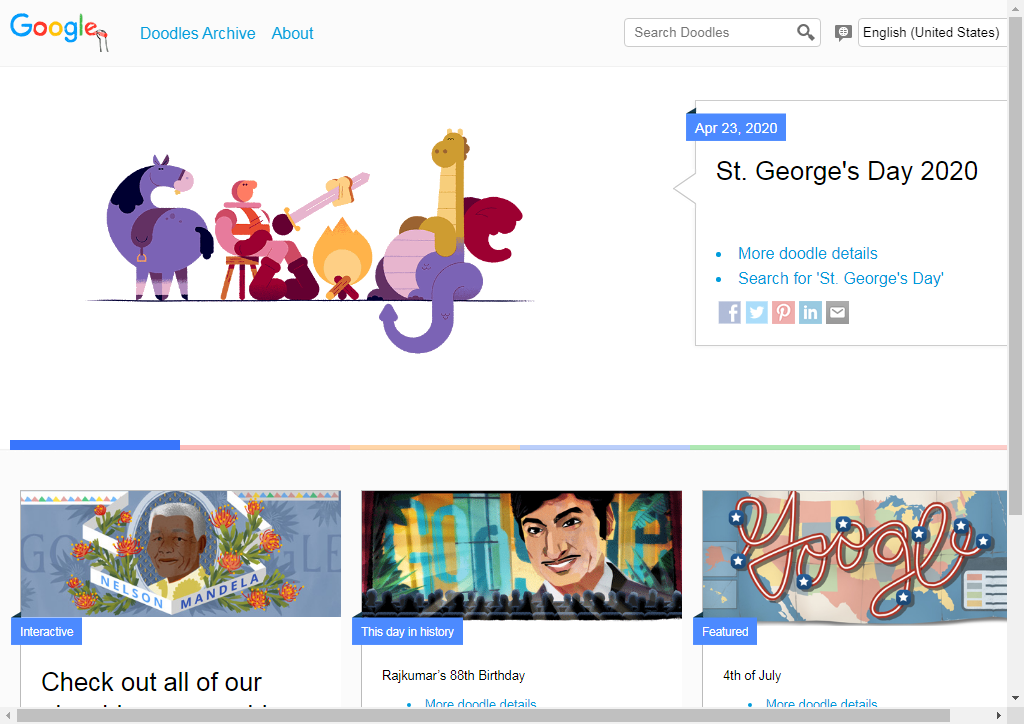 Google
Doodles Archive
About
Search Doodles
English (United States)
Apr 23, 2020
St. George's Day 2020
More doodle details
Search for 'St. George's Day'
NELSON MANDELA
Google
Interactive
This day in history
Featured
Check out all of our
Rajkumar’s 88th Birthday
4th of July
More doodle details
More doodle details